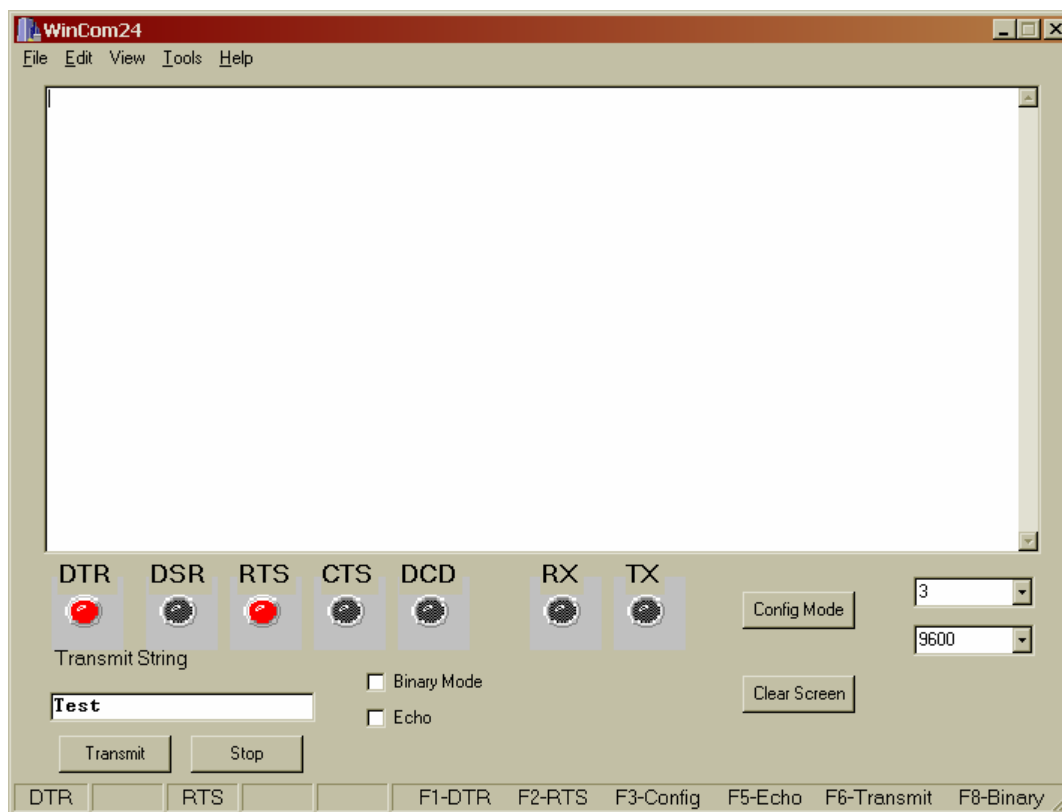 WinCom24
File Edit View Tools Help
DTR DSR RTS CTS DCD RX TX
3
Config Mode
9600
Transmit String
Binary Mode
Clear Screen
Test
Echo
Transmit Stop
DTR RTS F1-DTR F2-RTS F3-Config F5-Echo F6-Transmit F8-Binary